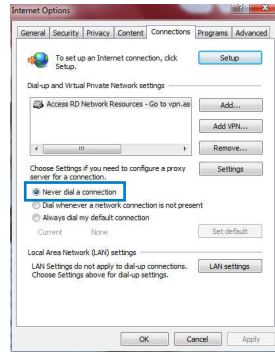 Internet Options
General Security Privacy Content Connections Programs Advanced
To set up an Internet connection, click
Setup.
Setup
Dial-up and Virtual Private Network settings
Access RD Network Resources - Go to vpn.as
Add...
Add VPN...
Remove...
Choose Settings if you need to configure a proxy
server for a connection.
Settings
Never dial a connection
Dial whenever a network connection is not present
Always dial my default connection
Current None
Set default
Local Area Network (LAN) settings
LAN Settings do not apply to dial-up connections.
Choose Settings above for dial-up settings.
LAN settings
OK Cancel Apply